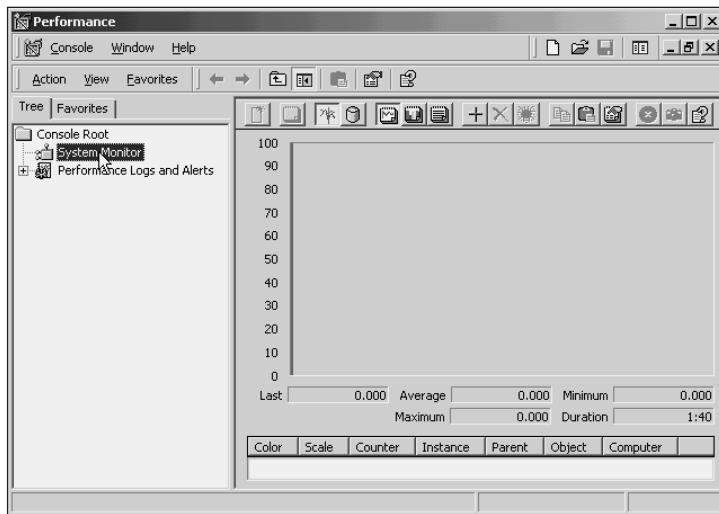 Performance
Console Window Help
Action View Favorites
Tree Favorites
Console Root
System Monitor
Performance Logs and Alerts
100
90
80
70
60
50
40
30
20
10
0
Last 0.000 Average 0.000 Minimum 0.000
Maximum 0.000 Duration 1:40
Color Scale Counter Instance Parent Object Computer